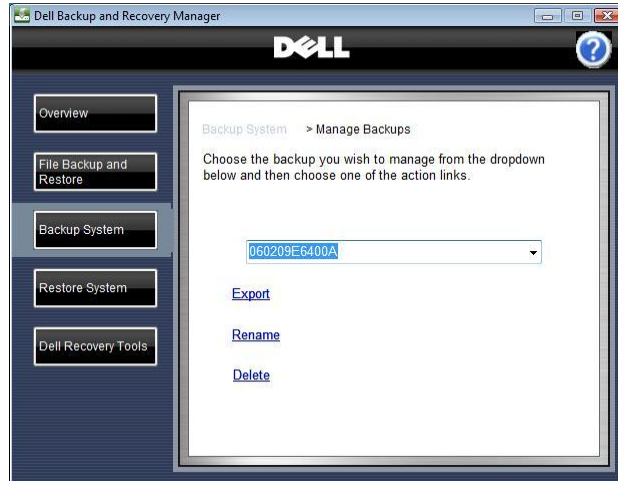 Dell Backup and Recovery Manager
DELL
?
Overview
File Backup and
Restore
Backup System
Restore System
Dell Recovery Tools
Backup System > Manage Backups
Choose the backup you wish to manage from the dropdown
below and then choose one of the action links.
060209E6400A
Export
Rename
Delete